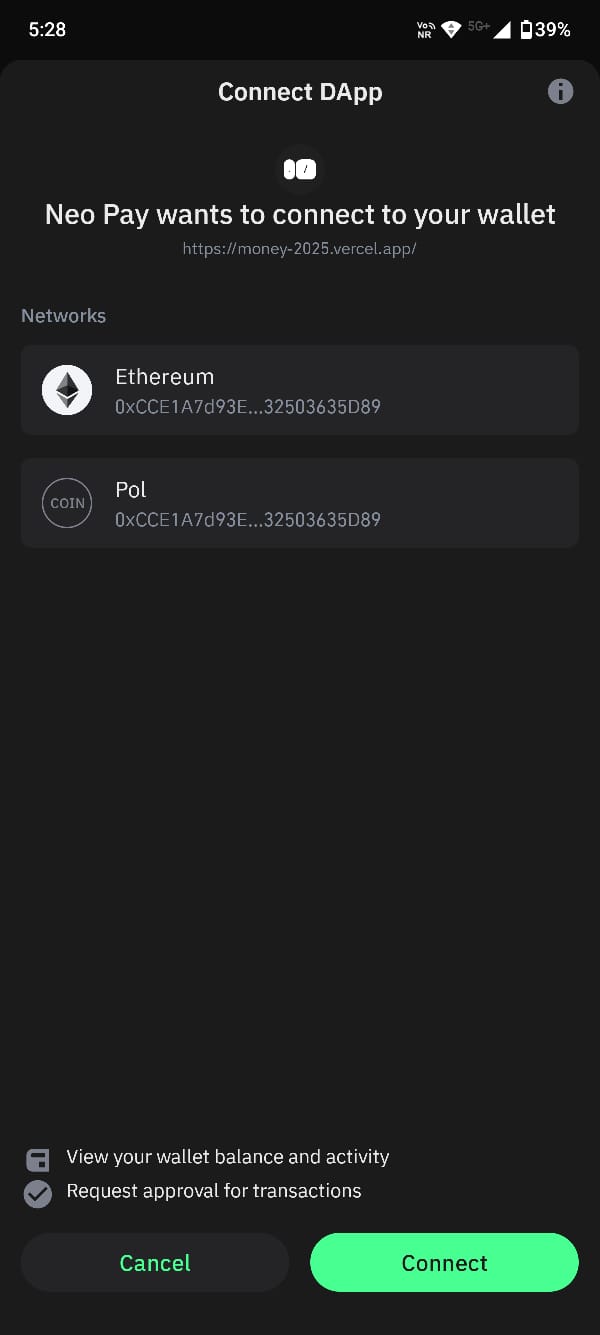 5:28
Vo NR 5G+ 39%
Connect DApp
Neo Pay wants to connect to your wallet
https://money-2025.vercel.app/
Networks
Ethereum
0xCCE1A7d93E...32503635D89
COIN
Pol
0xCCE1A7d93E...32503635D89
View your wallet balance and activity
Request approval for transactions
Cancel
Connect